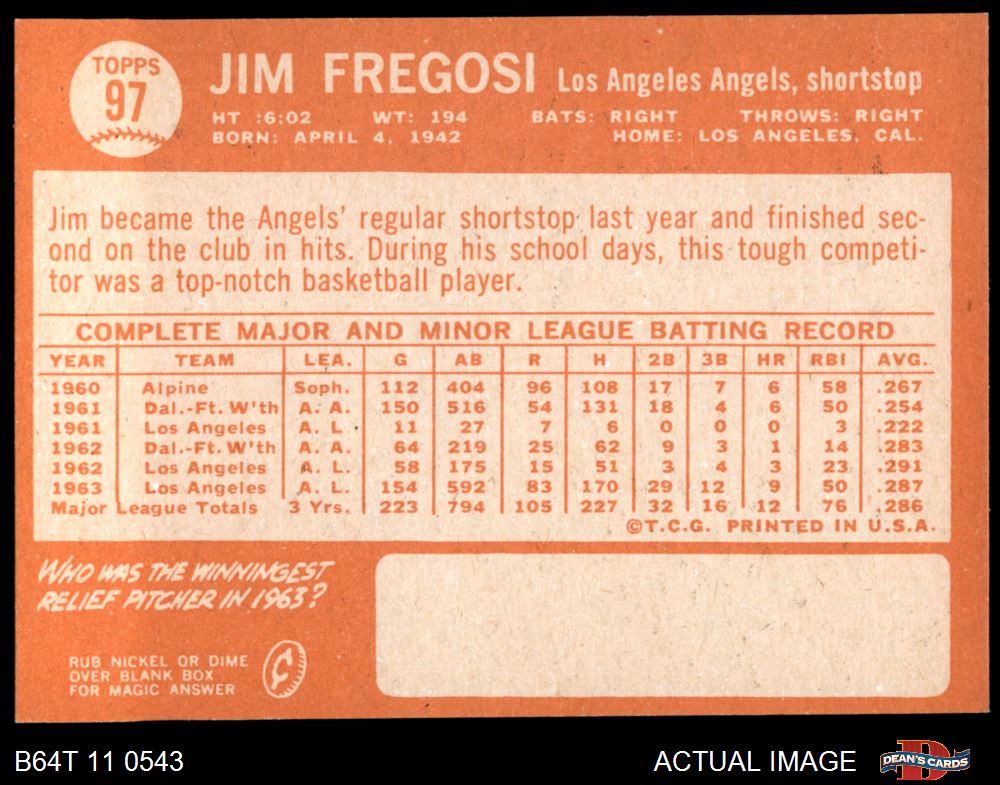 TOPPS
97
JIM FREGOSI Los Angeles Angels, shortstop
HT :6:02 WT: 194 BATS: RIGHT THROWS: RIGHT
BORN: APRIL 4, 1942 HOME: LOS ANGELES, CAL.
Jim became the Angels' regular shortstop last year and finished sec-
ond on the club in hits. During his school days, this tough competi-
tor was a top-notch basketball player.
COMPLETE MAJOR AND MINOR LEAGUE BATTING RECORD
YEAR TEAM LEA. G AB R H 2B 3B HR RBI AVG.
1960 Alpine Soph. 112 404 96 108 17 7 6 58 .267
1961 Dal.-Ft. W'th A. A. 150 516 54 131 18 4 6 50 .254
1961 Los Angeles A. L. 11 27 7 6 0 0 0 3 .222
1962 Dal.-Ft. W'th A. A. 64 219 25 62 9 3 1 14 .283
1962 Los Angeles A. L. 58 175 15 51 3 4 3 23 .291
1963 Los Angeles A. L. 154 592 83 170 29 12 9 50 .287
Major League Totals 3 Yrs. 223 794 105 227 32 16 12 76 .286
©T.C.G. PRINTED IN U.S.A.
WHO WAS THE WINNINGEST
RELIEF PITCHER IN 1963?
RUB NICKEL OR DIME
OVER BLANK BOX
FOR MAGIC ANSWER
B64T 11 0543 ACTUAL IMAGE DEAN'S CARDS